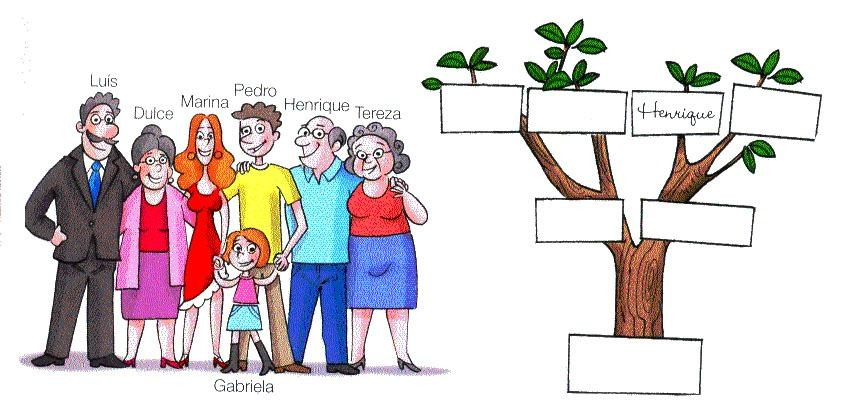 Luís
Dulce
Marina
Pedro
Henrique
Tereza
Henrique
Gabriela